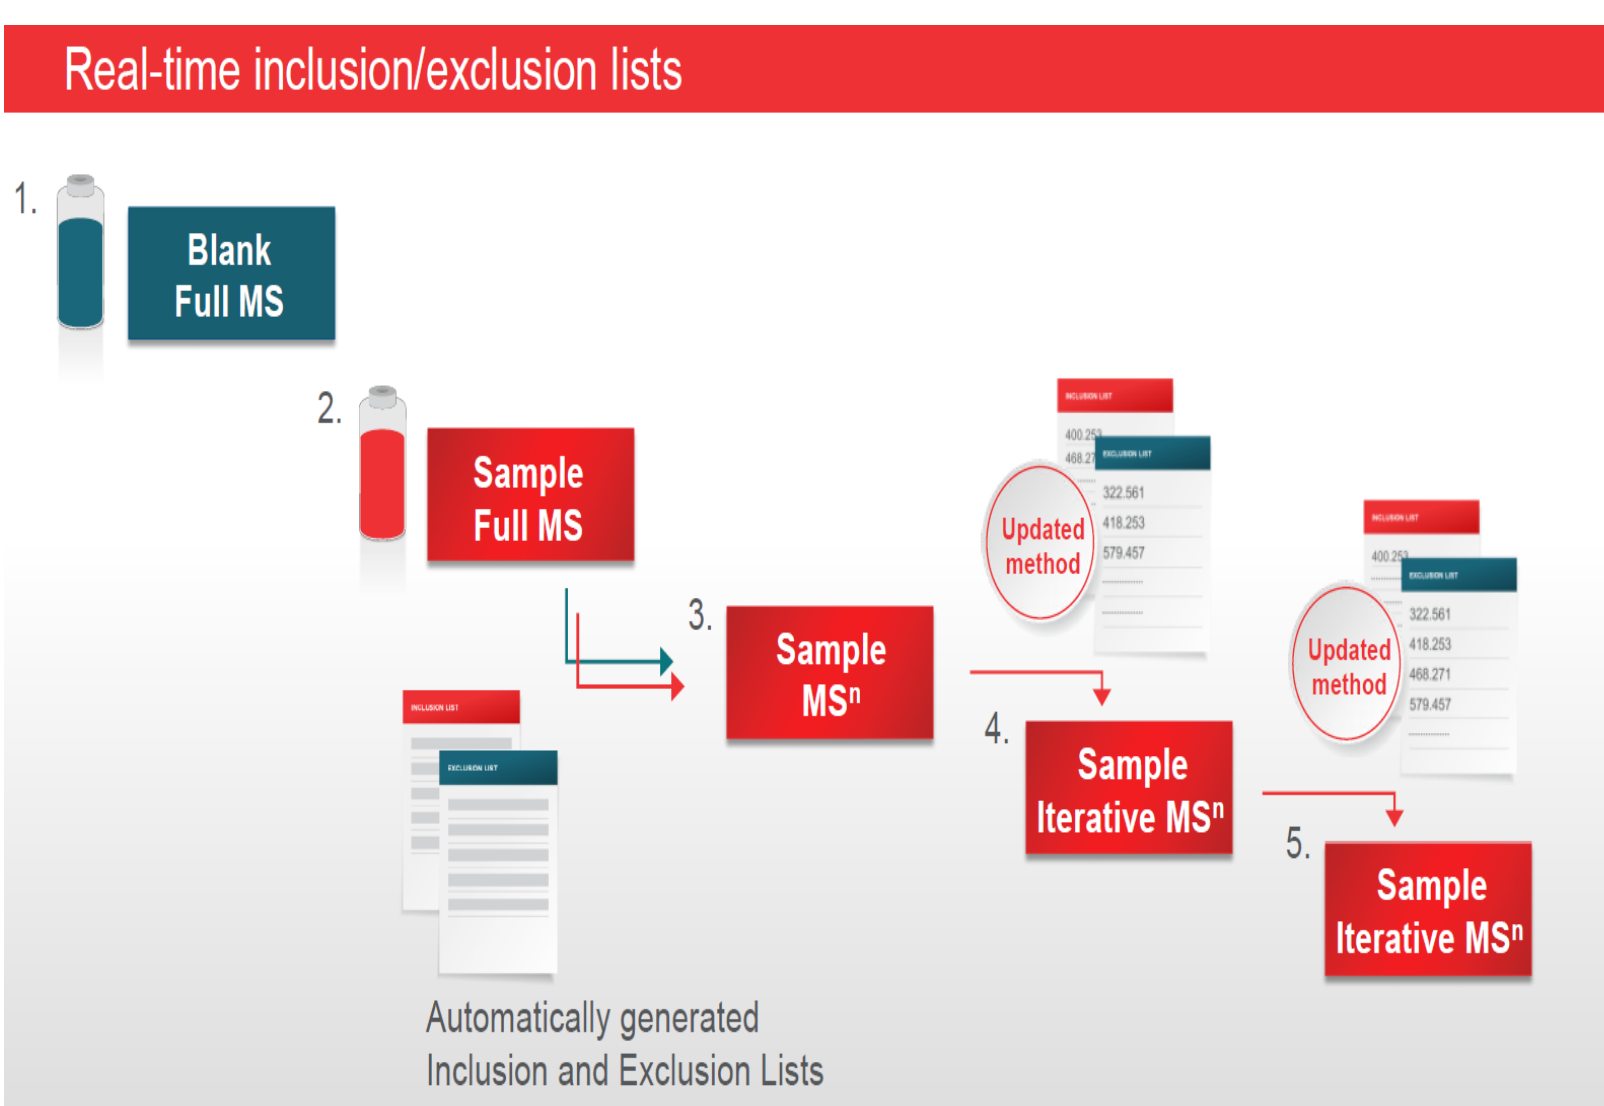 Real-time inclusion/exclusion lists
1.
Blank
Full MS
2.
Sample
Full MS
INCLUSION LIST
EXCLUSION LIST
Automatically generated
Inclusion and Exclusion Lists
3.
Sample
MSⁿ
INCLUSION LIST
400.253
468.27
EXCLUSION LIST
322.561
418.253
579.457
Updated
method
4.
Sample
Iterative MSⁿ
INCLUSION LIST
400.253
EXCLUSION LIST
322.561
418.253
468.271
579.457
Updated
method
5.
Sample
Iterative MSⁿ